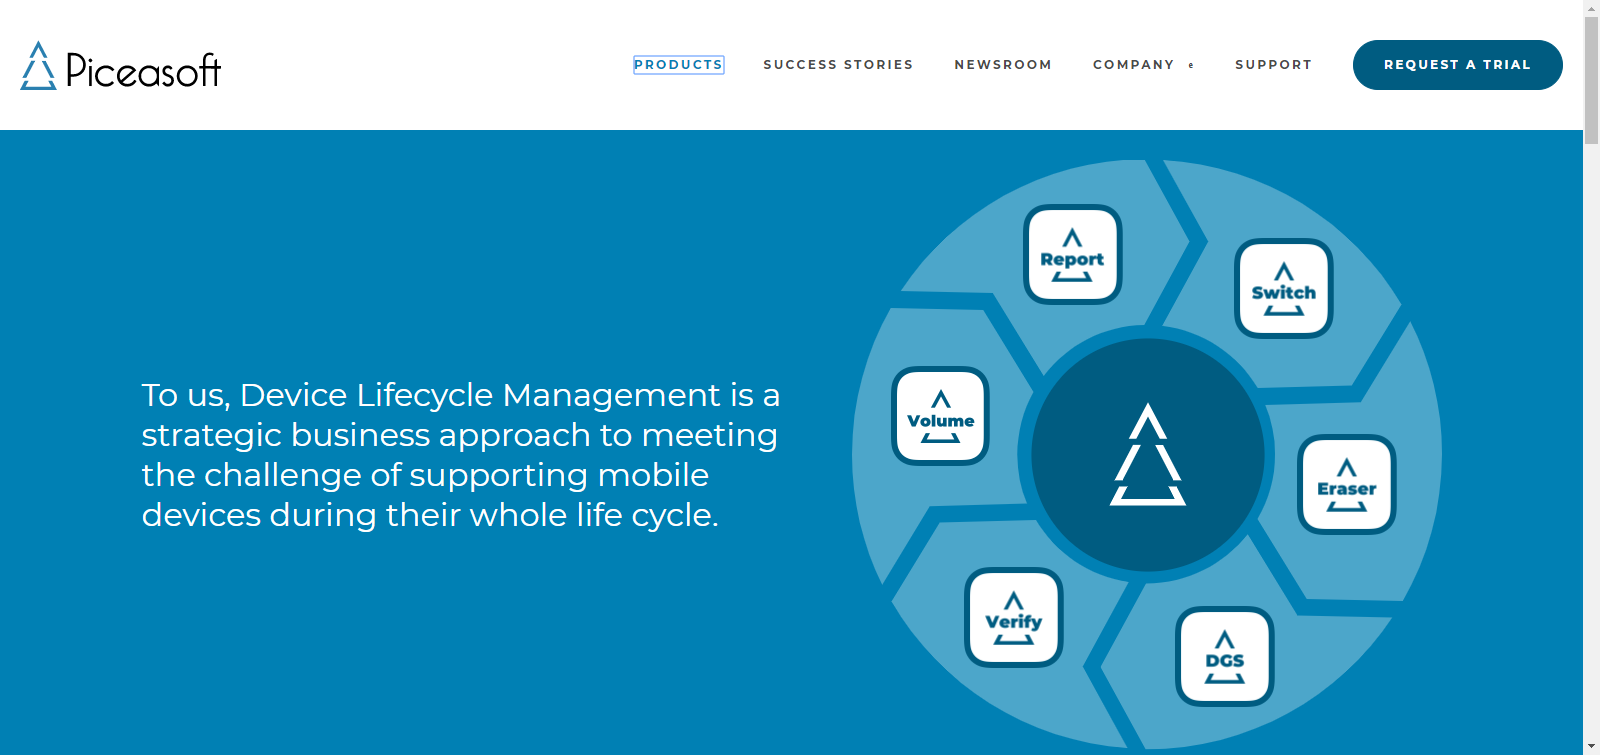 Piceasoft
PRODUCTS
SUCCESS STORIES
NEWSROOM
COMPANY e
SUPPORT
REQUEST A TRIAL
To us, Device Lifecycle Management is a
strategic business approach to meeting
the challenge of supporting mobile
devices during their whole life cycle.
Report
Switch
Volume
Eraser
Verify
DGS